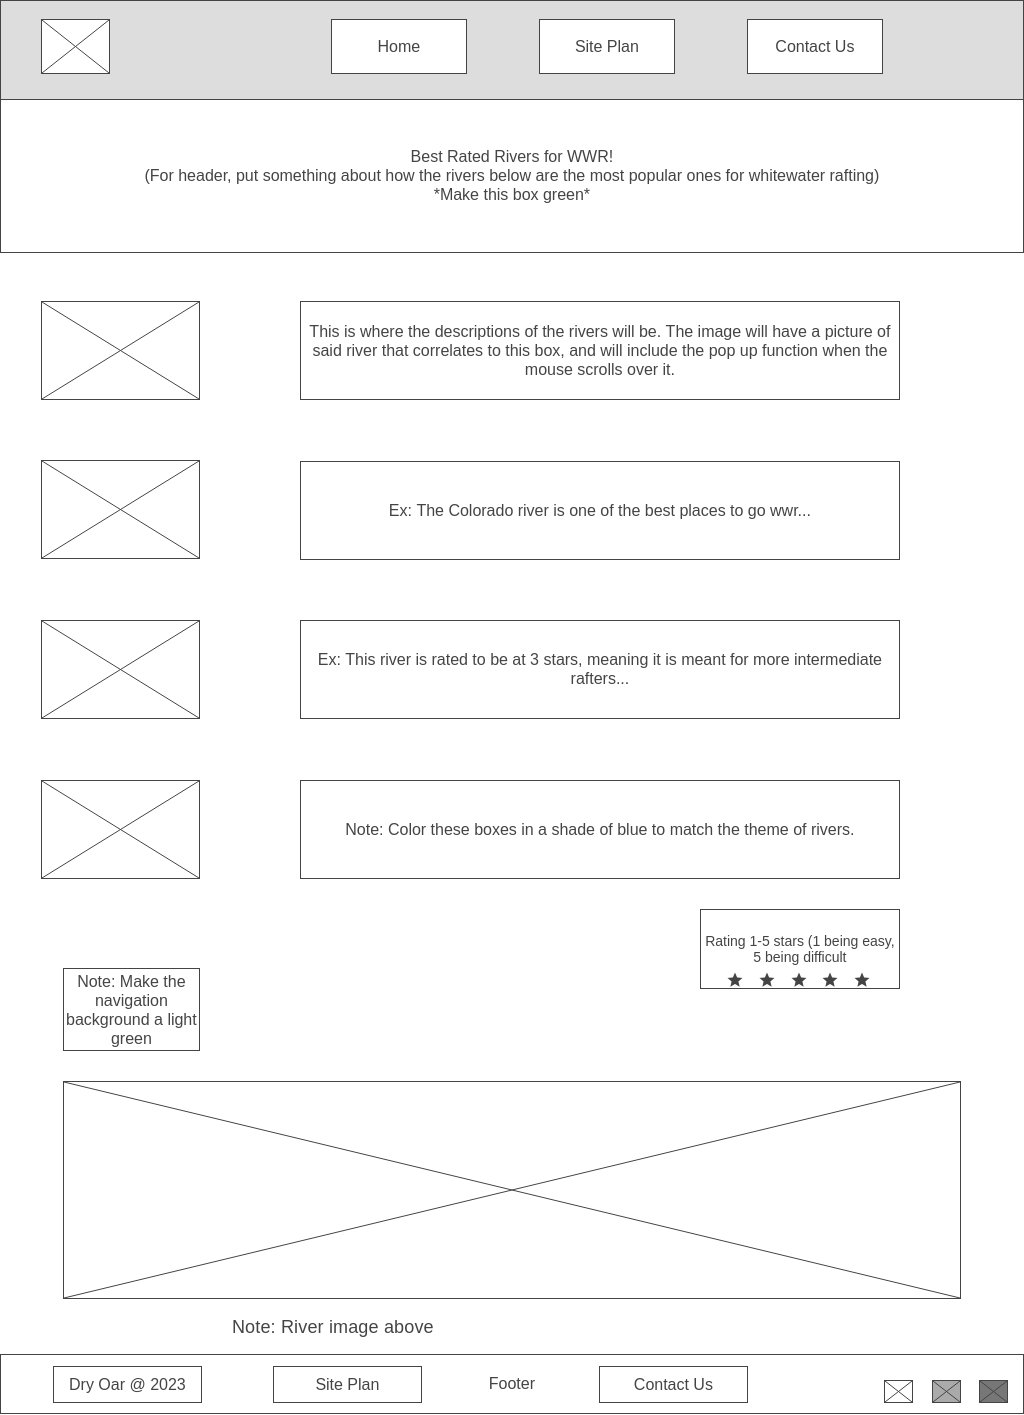 Home
Site Plan
Contact Us
Best Rated Rivers for WWR!
(For header, put something about how the rivers below are the most popular ones for whitewater rafting)
*Make this box green*
This is where the descriptions of the rivers will be. The image will have a picture of
said river that correlates to this box, and will include the pop up function when the
mouse scrolls over it.
Ex: The Colorado river is one of the best places to go wwr...
Ex: This river is rated to be at 3 stars, meaning it is meant for more intermediate
rafters...
Note: Color these boxes in a shade of blue to match the theme of rivers.
Rating 1-5 stars (1 being easy,
5 being difficult
Note: Make the
navigation
background a light
green
Note: River image above
Dry Oar @ 2023
Site Plan
Footer
Contact Us